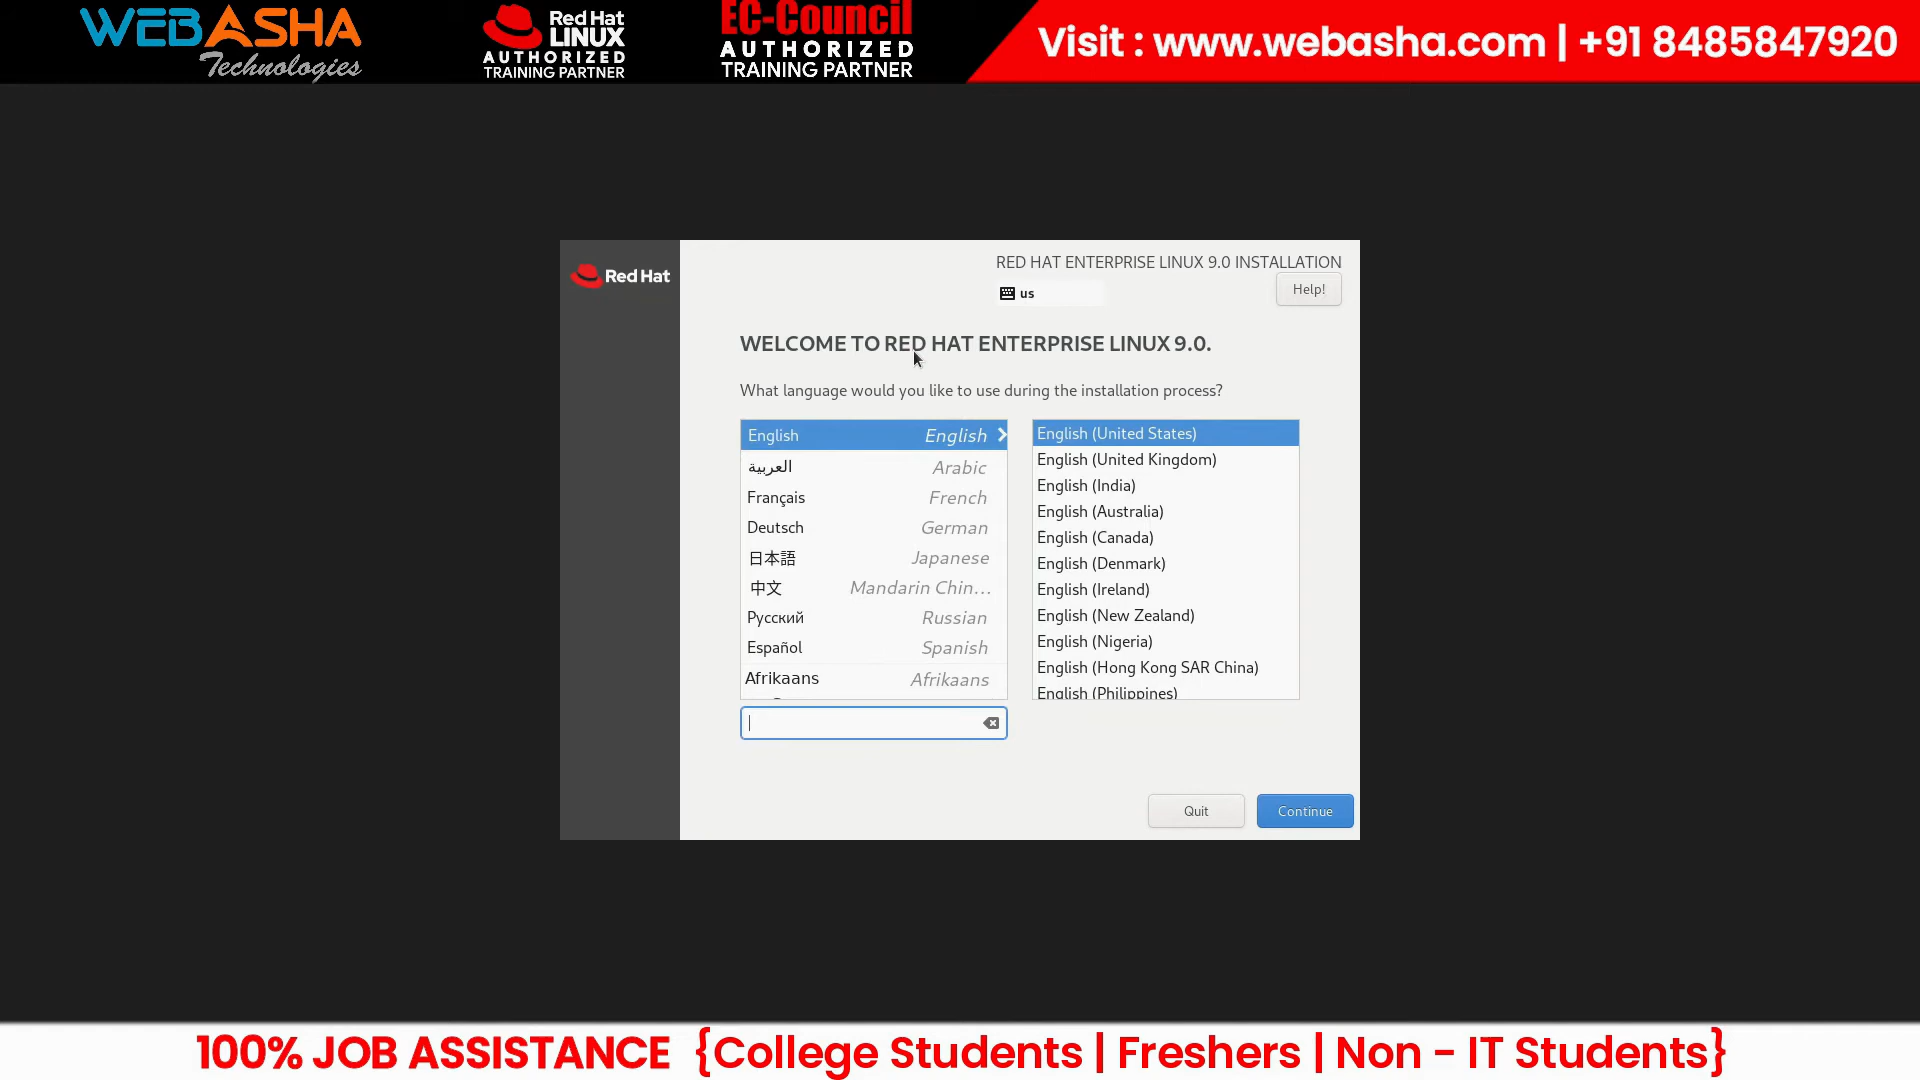 WEBASHA
Technologies
Red Hat
LINUX
AUTHORIZED
TRAINING PARTNER
EC-Council
AUTHORIZED
TRAINING PARTNER
Visit : www.webasha.com | +91 8485847920
Red Hat
RED HAT ENTERPRISE LINUX 9.0 INSTALLATION
us
Help!
WELCOME TO RED HAT ENTERPRISE LINUX 9.0.
What language would you like to use during the installation process?
English English
العربية Arabic
Français French
Deutsch German
日本語 Japanese
中文 Mandarin Chin...
Русский Russian
Español Spanish
Afrikaans Afrikaans
English (United States)
English (United Kingdom)
English (India)
English (Australia)
English (Canada)
English (Denmark)
English (Ireland)
English (New Zealand)
English (Nigeria)
English (Hong Kong SAR China)
English (Philippines)
Quit
Continue
100% JOB ASSISTANCE {College Students | Freshers | Non - IT Students}